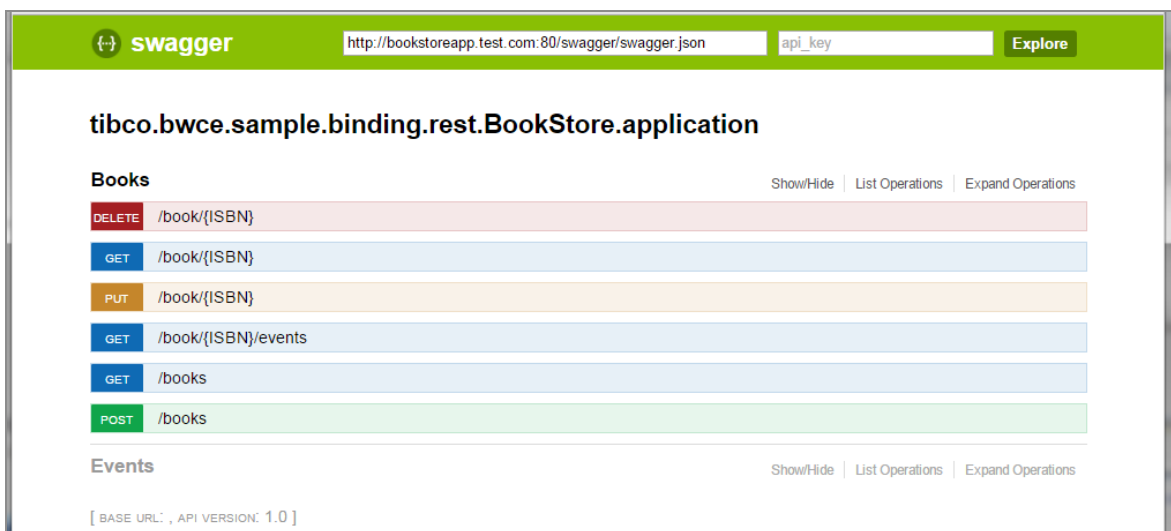 {···} swagger http://bookstoreapp.test.com:80/swagger/swagger.json api_key Explore
tibco.bwce.sample.binding.rest.BookStore.application
Books Show/Hide List Operations Expand Operations
DELETE /book/{ISBN}
GET /book/{ISBN}
PUT /book/{ISBN}
GET /book/{ISBN}/events
GET /books
POST /books
Events Show/Hide List Operations Expand Operations
[ BASE URL: , API VERSION: 1.0 ]